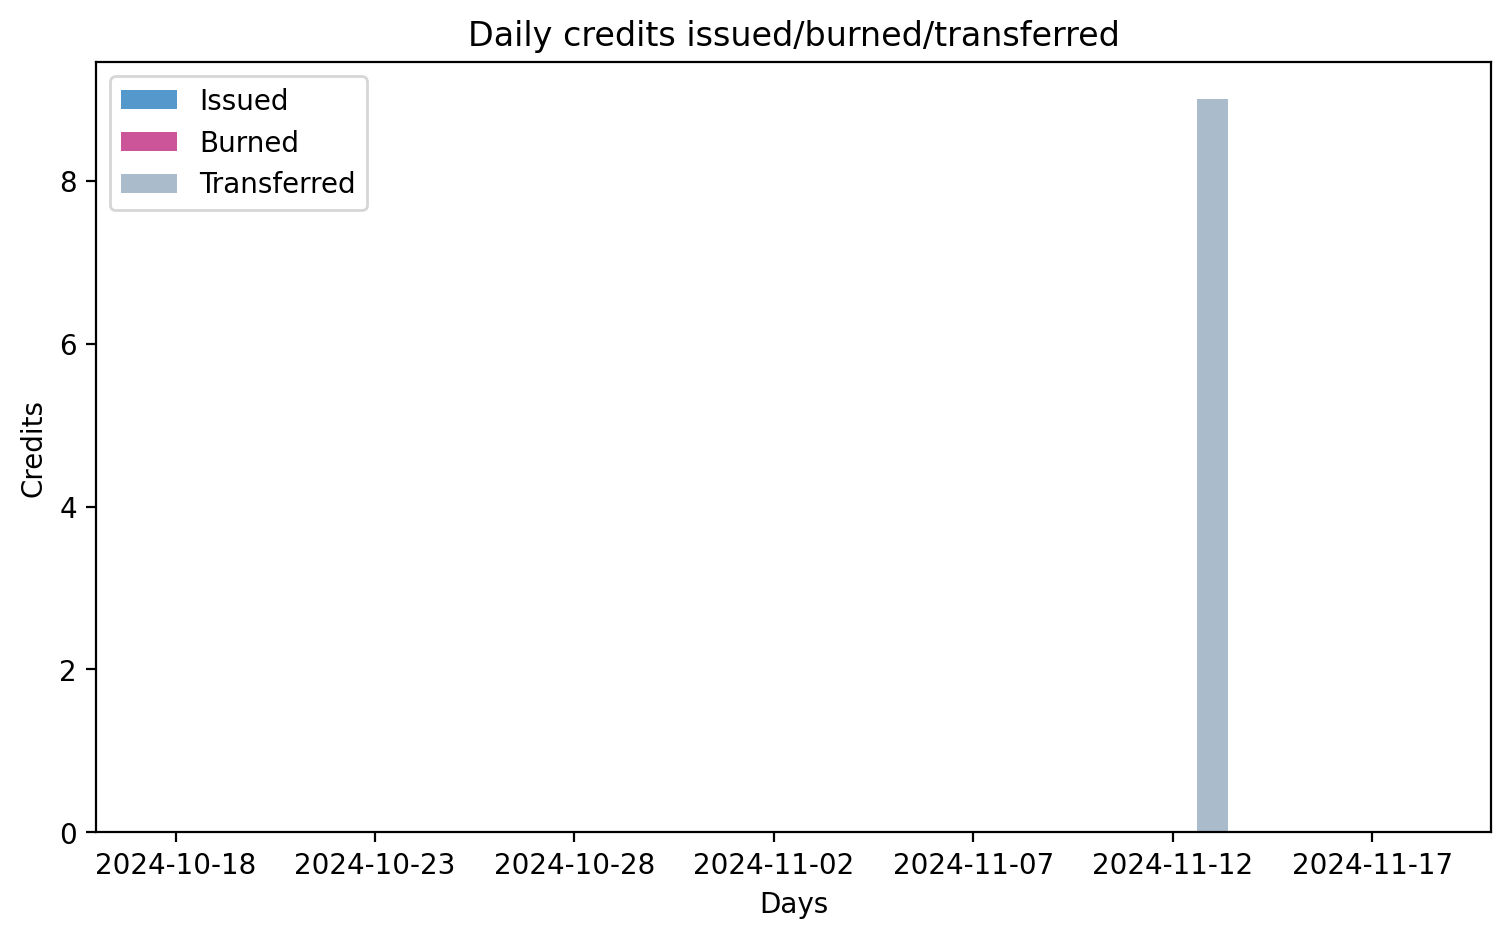 Daily credits issued/burned/transferred
Issued
Burned
Transferred
8
6
4
2
0
Credits
2024-10-18 2024-10-23 2024-10-28 2024-11-02 2024-11-07 2024-11-12 2024-11-17
Days